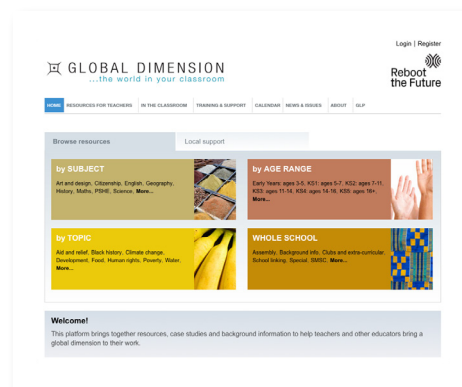 Login | Register
GLOBAL DIMENSION
...the world in your classroom
Reboot
the Future
HOME RESOURCES FOR TEACHERS IN THE CLASSROOM TRAINING & SUPPORT CALENDAR NEWS & ISSUES ABOUT GLP
Browse resources Local support
by SUBJECT
Art and design, Citizenship, English, Geography,
History, Maths, PSHE, Science, More...
by AGE RANGE
Early Years: ages 3-5, KS1: ages 5-7, KS2: ages 7-11,
KS3: ages 11-14, KS4: ages 14-16, KS5: ages 16+.
More...
by TOPIC
Aid and relief, Black history, Climate change,
Development, Food, Human rights, Poverty, Water,
More...
WHOLE SCHOOL
Assembly, Background info, Clubs and extra-curricular,
School linking, Special, SMSC, More...
Welcome!
This platform brings together resources, case studies and background information to help teachers and other educators bring a
global dimension to their work.